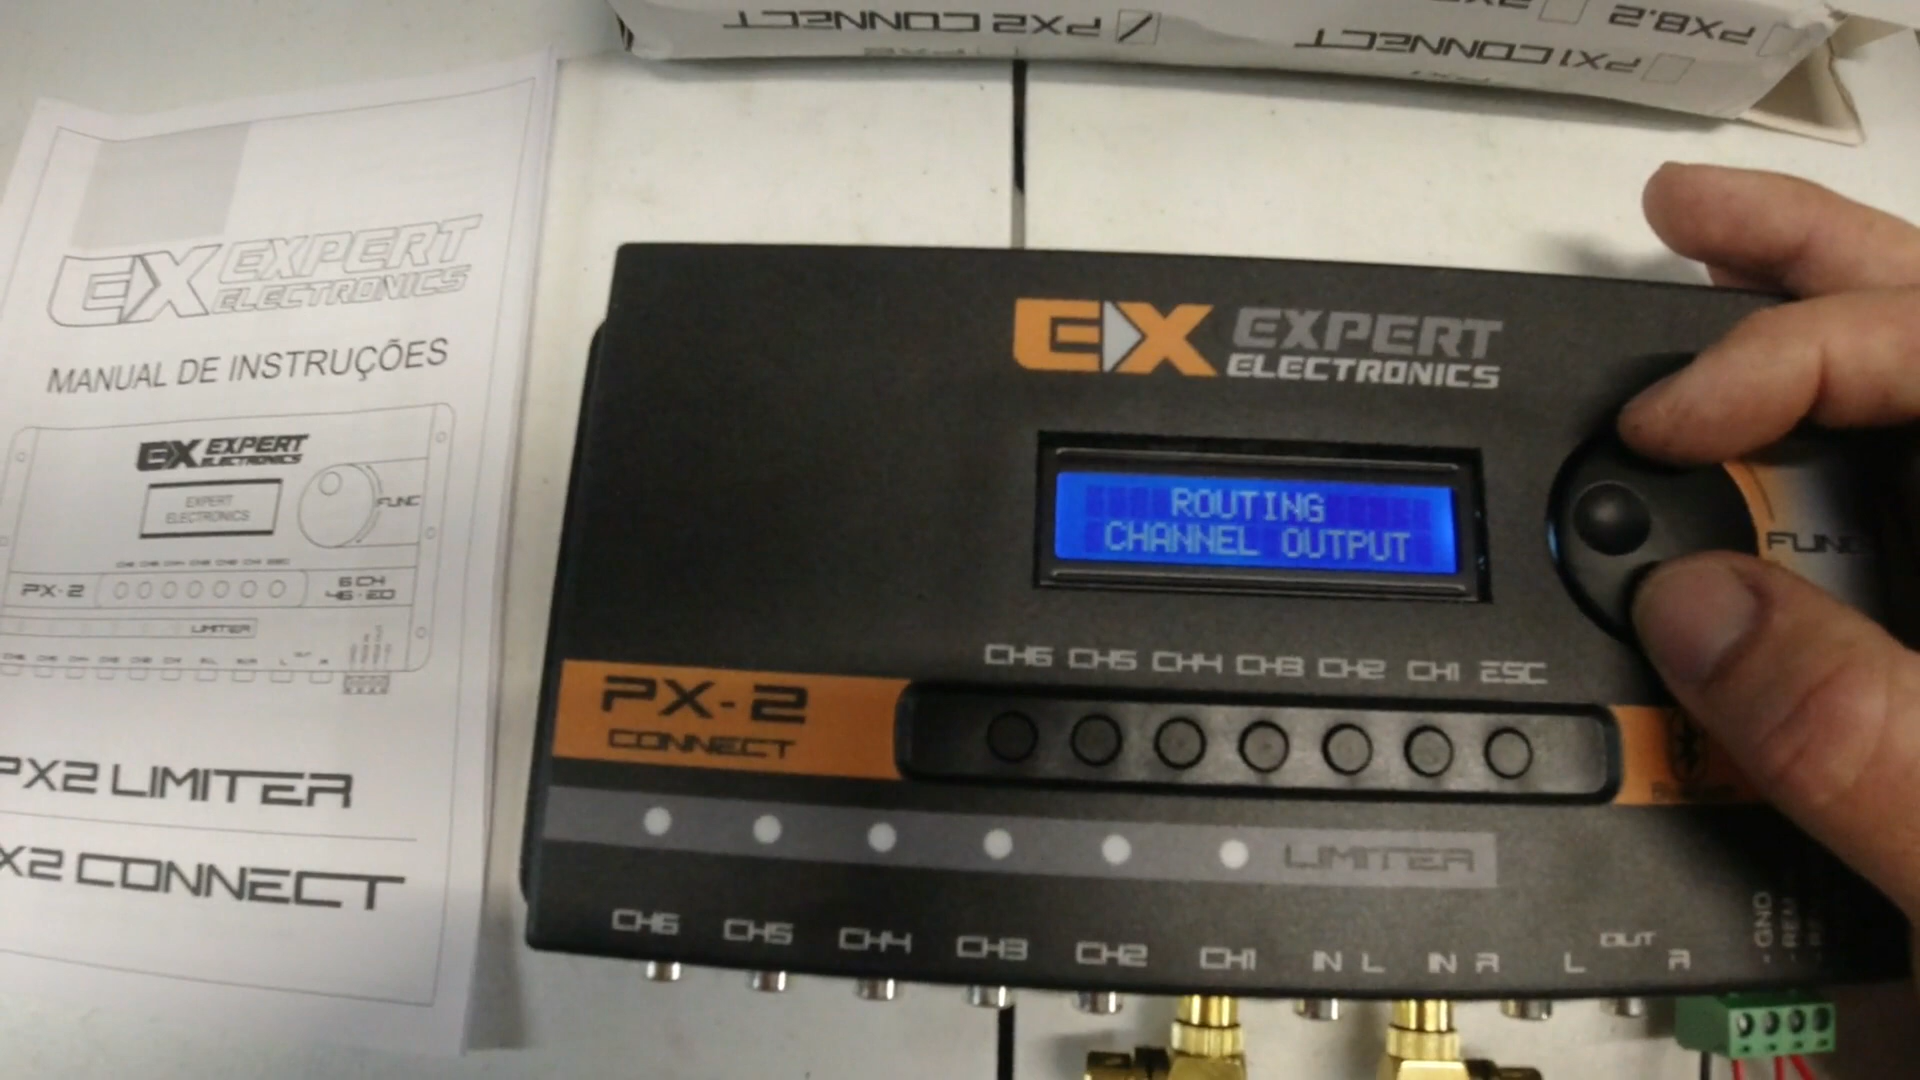 PX2 CONNECT
PX1 CONNECT
PX8.2
PX2
PX1
EX EXPERT
ELECTRONICS
MANUAL DE INSTRUÇÕES
EX EXPERT
ELECTRONICS
EXPERT
ELECTRONICS
FUNC
PX-2
6 CH
LIMITER
PX2 LIMITER
X2 CONNECT
EX EXPERT
ELECTRONICS
ROUTING
CHANNEL OUTPUT
FUNC
CH6 CH5 CH4 CH3 CH2 CH1 ESC
PX-2
CONNECT
LIMITER
CH6 CH5 CH4 CH3 CH2 CH1 IN L IN R L OUT R
- GND
- REM